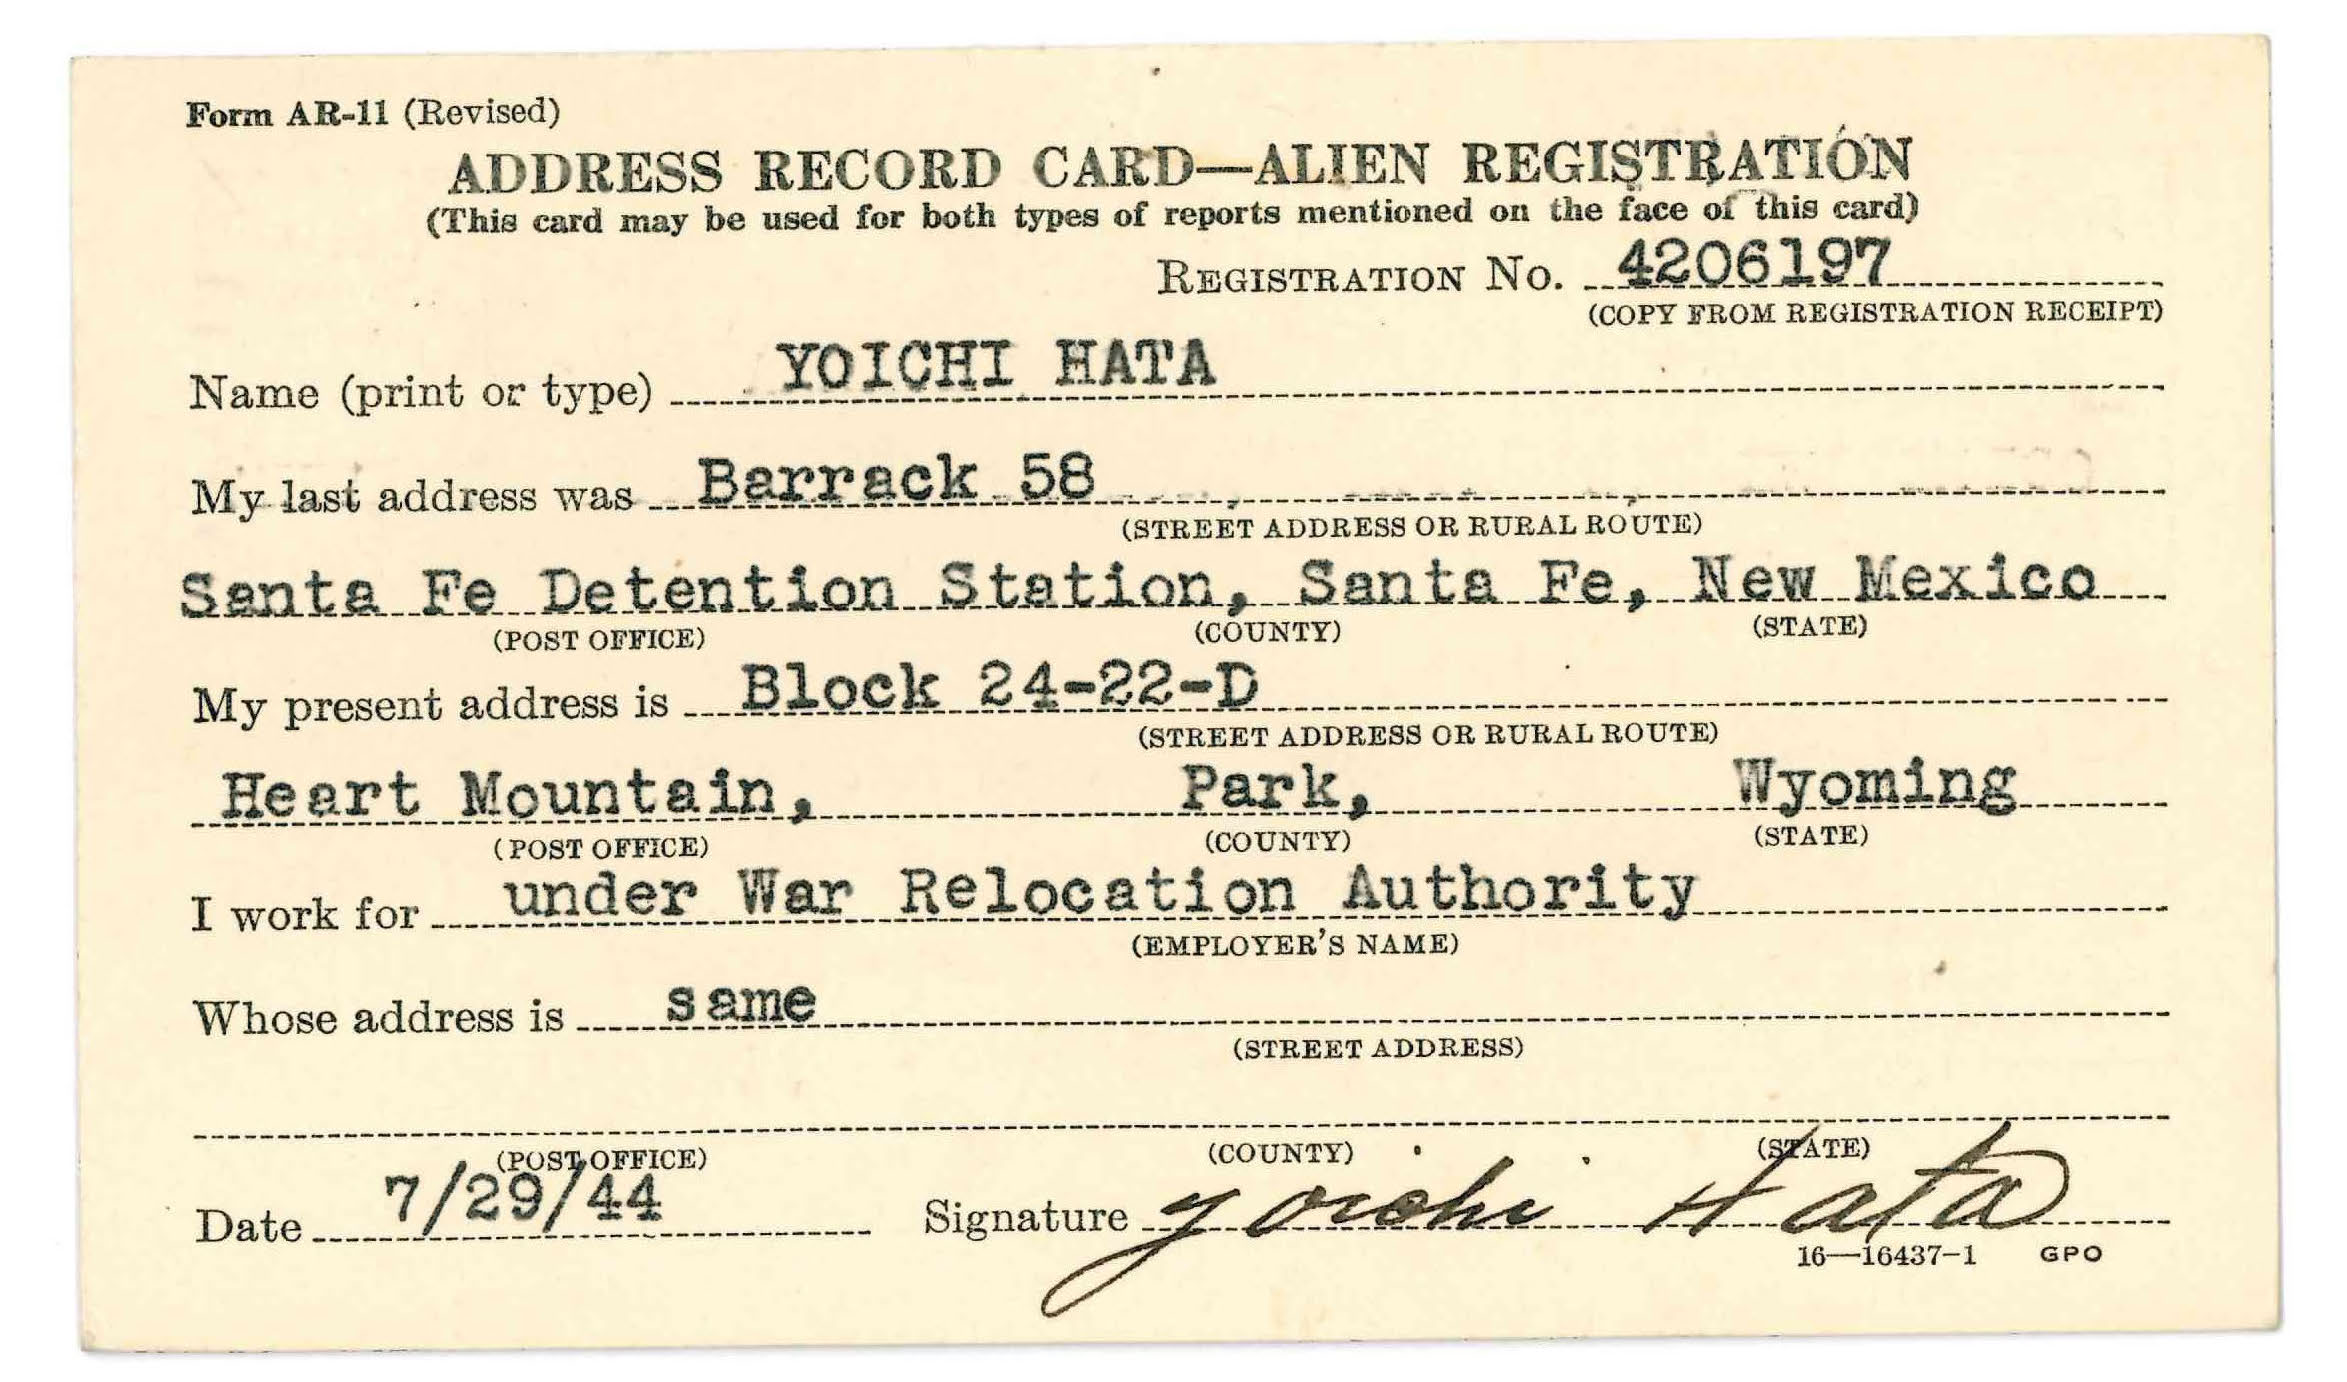 Form AR-11 (Revised)
ADDRESS RECORD CARD—ALIEN REGISTRATION
(This card may be used for both types of reports mentioned on the face of this card)
REGISTRATION No. 4206197
(COPY FROM REGISTRATION RECEIPT)
Name (print or type) YOICHI HATA
My last address was Barrack 58
(STREET ADDRESS OR RURAL ROUTE)
Santa Fe Detention Station, Santa Fe, New Mexico
(POST OFFICE) (COUNTY) (STATE)
My present address is Block 24-22-D
(STREET ADDRESS OR RURAL ROUTE)
Heart Mountain, Park, Wyoming
(POST OFFICE) (COUNTY) (STATE)
I work for under War Relocation Authority
(EMPLOYER'S NAME)
Whose address is same
(STREET ADDRESS)
(POST OFFICE) (COUNTY) (STATE)
Date 7/29/44 Signature Yoichi Hata
16—16437-1 GPO